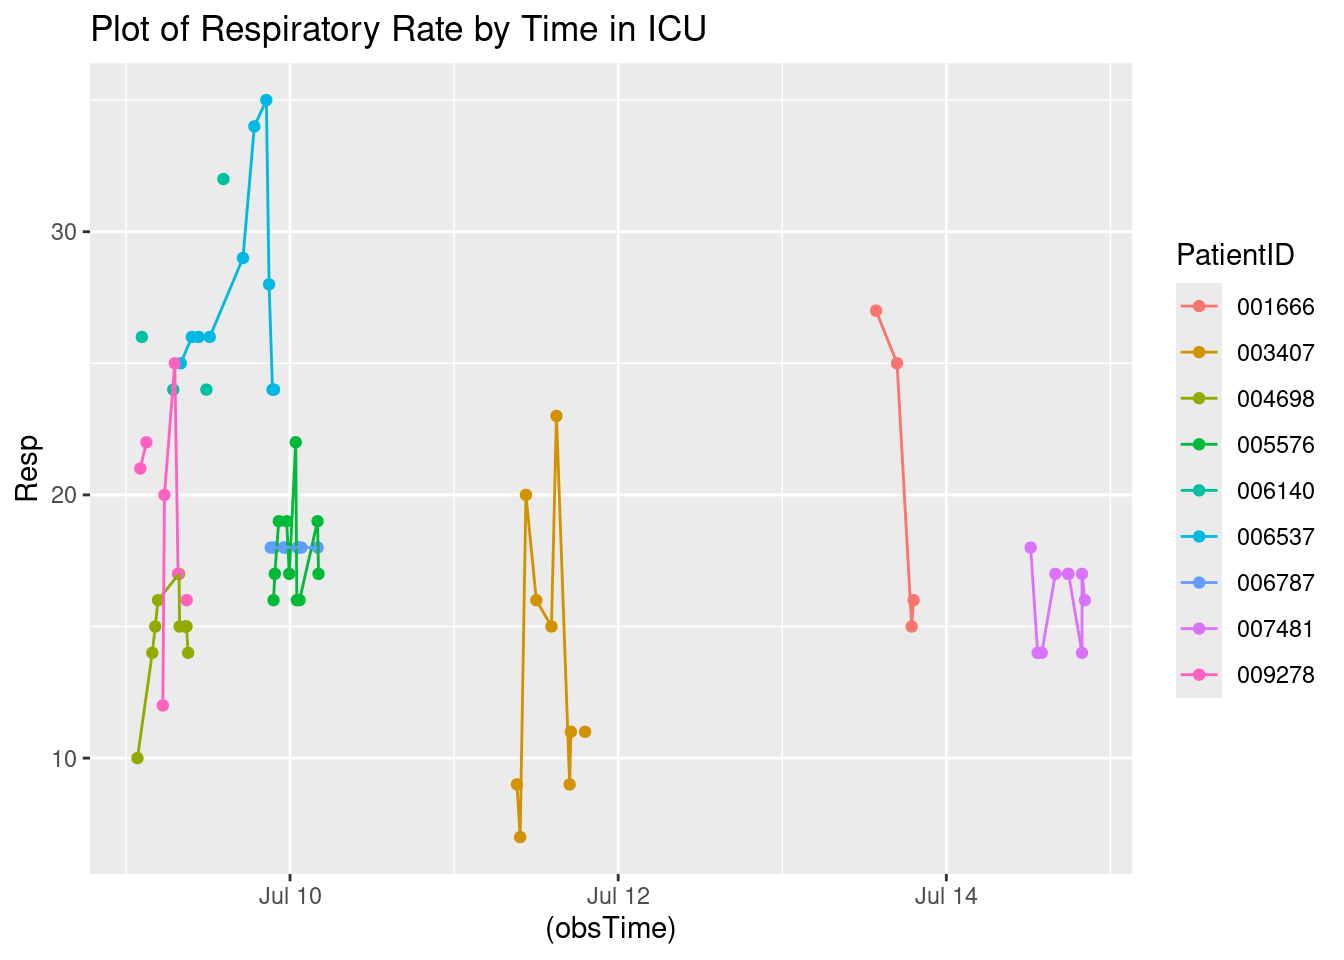 Plot of Respiratory Rate by Time in ICU
30
20
10
Resp
Jul 10
Jul 12
Jul 14
(obsTime)
PatientID
001666
003407
004698
005576
006140
006537
006787
007481
009278